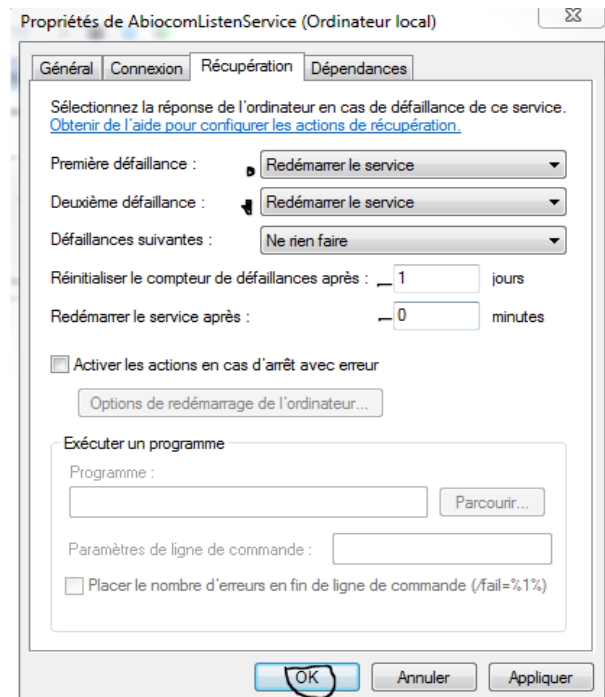 Propriétés de AbiocomListenService (Ordinateur local)
Général Connexion Récupération Dépendances
Sélectionnez la réponse de l'ordinateur en cas de défaillance de ce service.
Obtenir de l'aide pour configurer les actions de récupération.
Première défaillance : Redémarrer le service
Deuxième défaillance : Redémarrer le service
Défaillances suivantes : Ne rien faire
Réinitialiser le compteur de défaillances après : 1 jours
Redémarrer le service après : 0 minutes
Activer les actions en cas d'arrêt avec erreur
Options de redémarrage de l'ordinateur...
Exécuter un programme
Programme :
Parcourir...
Paramètres de ligne de commande :
Placer le nombre d'erreurs en fin de ligne de commande (/fail=%1%)
OK Annuler Appliquer